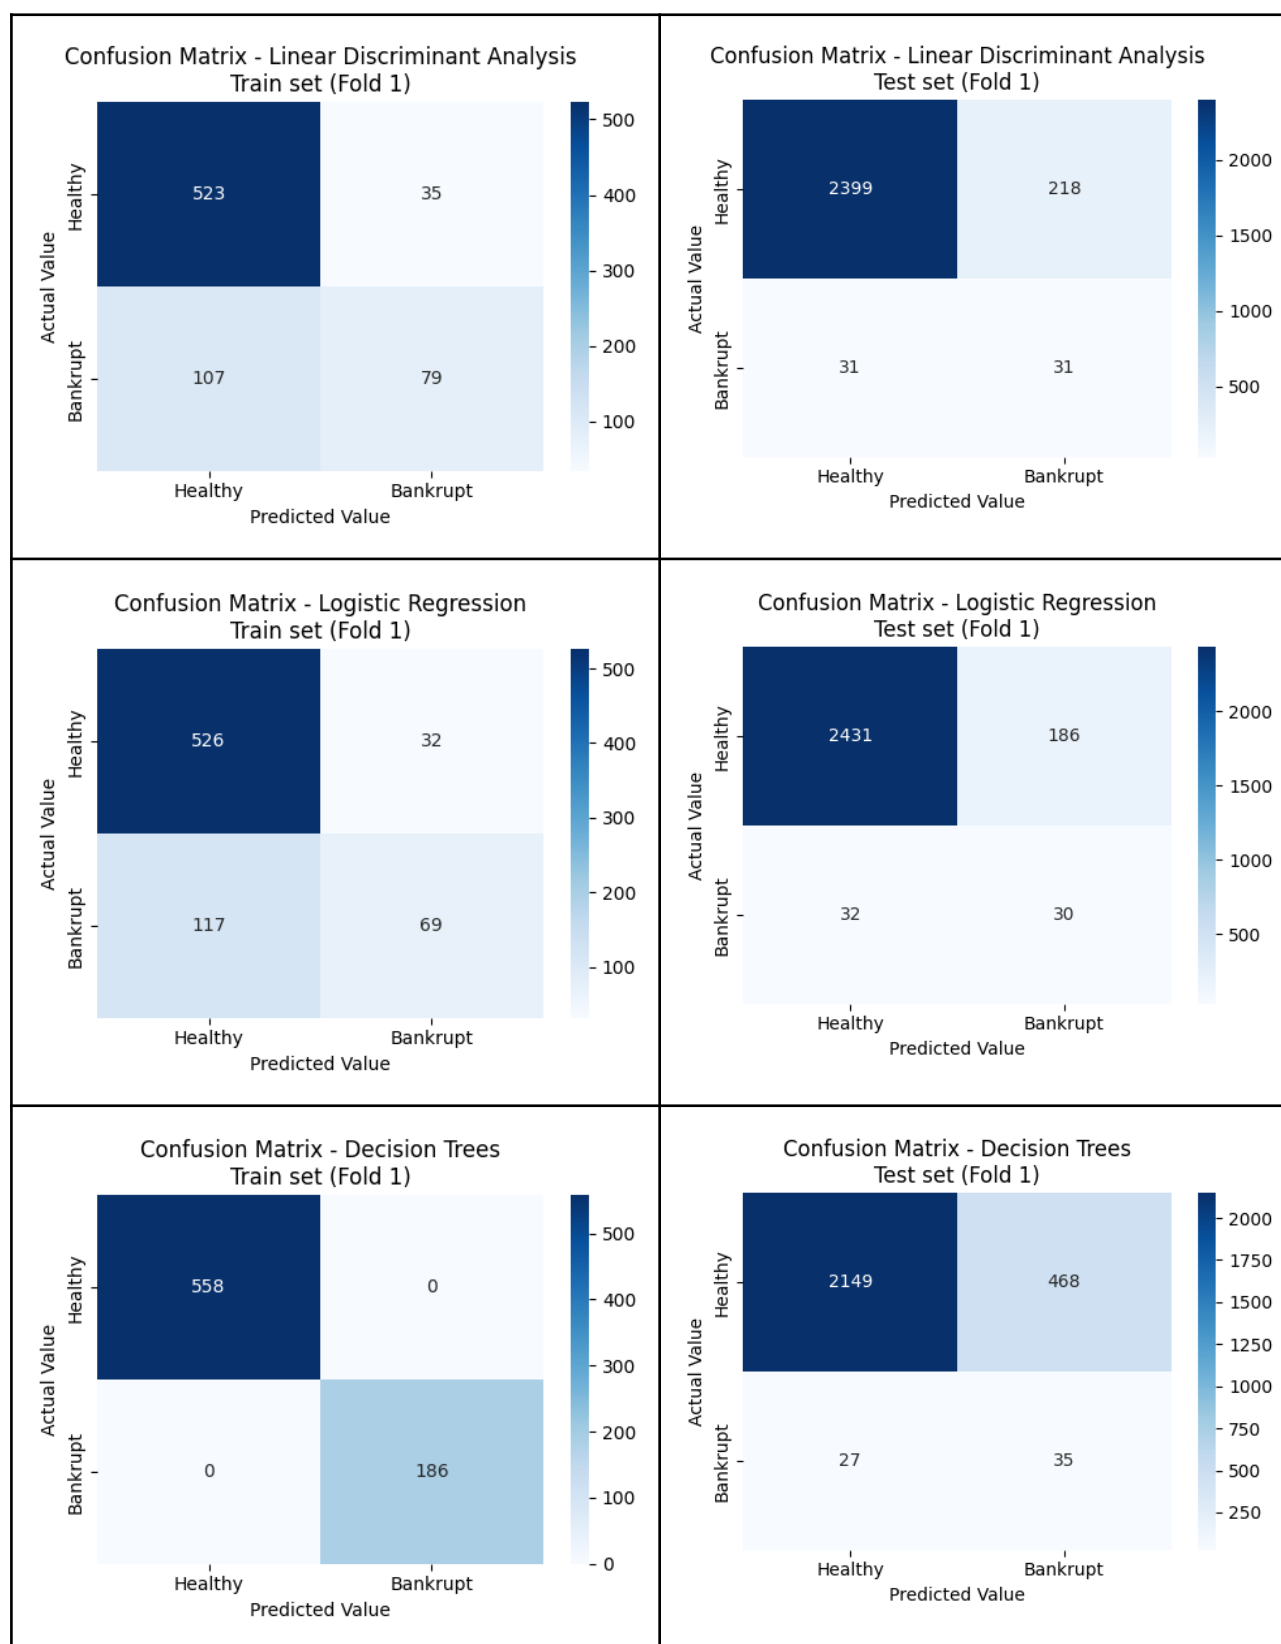 Confusion Matrix - Linear Discriminant Analysis
Train set (Fold 1)
Actual Value
Healthy
Bankrupt
523
35
107
79
Healthy
Bankrupt
Predicted Value
500
400
300
200
100
Confusion Matrix - Linear Discriminant Analysis
Test set (Fold 1)
Actual Value
Healthy
Bankrupt
2399
218
31
31
Healthy
Bankrupt
Predicted Value
2000
1500
1000
500
Confusion Matrix - Logistic Regression
Train set (Fold 1)
Actual Value
Healthy
Bankrupt
526
32
117
69
Healthy
Bankrupt
Predicted Value
500
400
300
200
100
Confusion Matrix - Logistic Regression
Test set (Fold 1)
Actual Value
Healthy
Bankrupt
2431
186
32
30
Healthy
Bankrupt
Predicted Value
2000
1500
1000
500
Confusion Matrix - Decision Trees
Train set (Fold 1)
Actual Value
Healthy
Bankrupt
558
0
0
186
Healthy
Bankrupt
Predicted Value
500
400
300
200
100
0
Confusion Matrix - Decision Trees
Test set (Fold 1)
Actual Value
Healthy
Bankrupt
2149
468
27
35
Healthy
Bankrupt
Predicted Value
2000
1750
1500
1250
1000
750
500
250